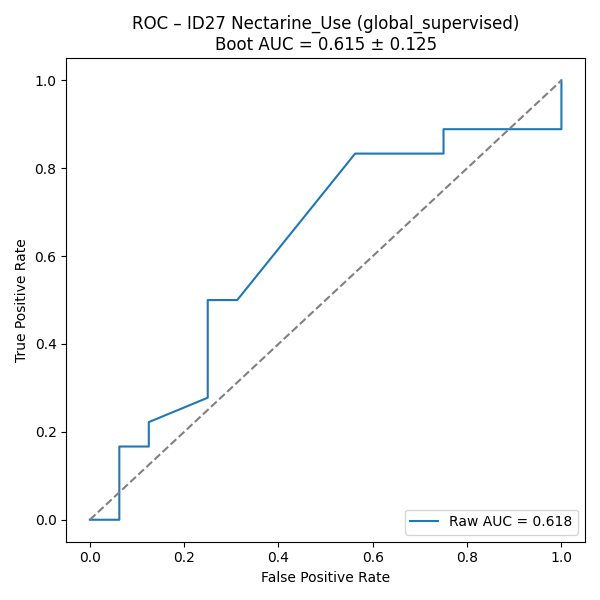 ROC – ID27 Nectarine_Use (global_supervised)
Boot AUC = 0.615 ± 0.125
True Positive Rate
1.0
0.8
0.6
0.4
0.2
0.0
Raw AUC = 0.618
0.0 0.2 0.4 0.6 0.8 1.0
False Positive Rate